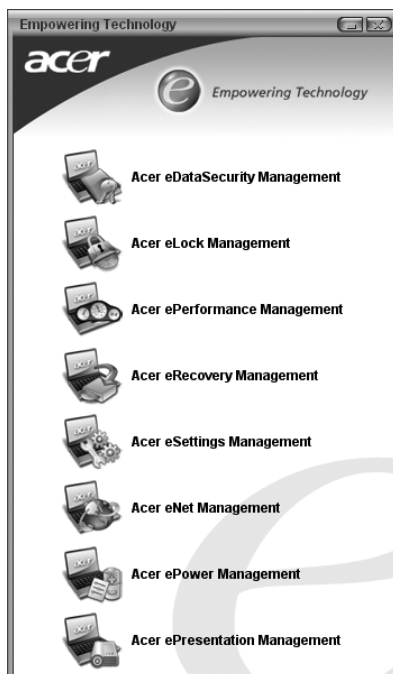 Empowering Technology
acer
e Empowering Technology
Acer eDataSecurity Management
Acer eLock Management
Acer ePerformance Management
Acer eRecovery Management
Acer eSettings Management
Acer eNet Management
Acer ePower Management
Acer ePresentation Management